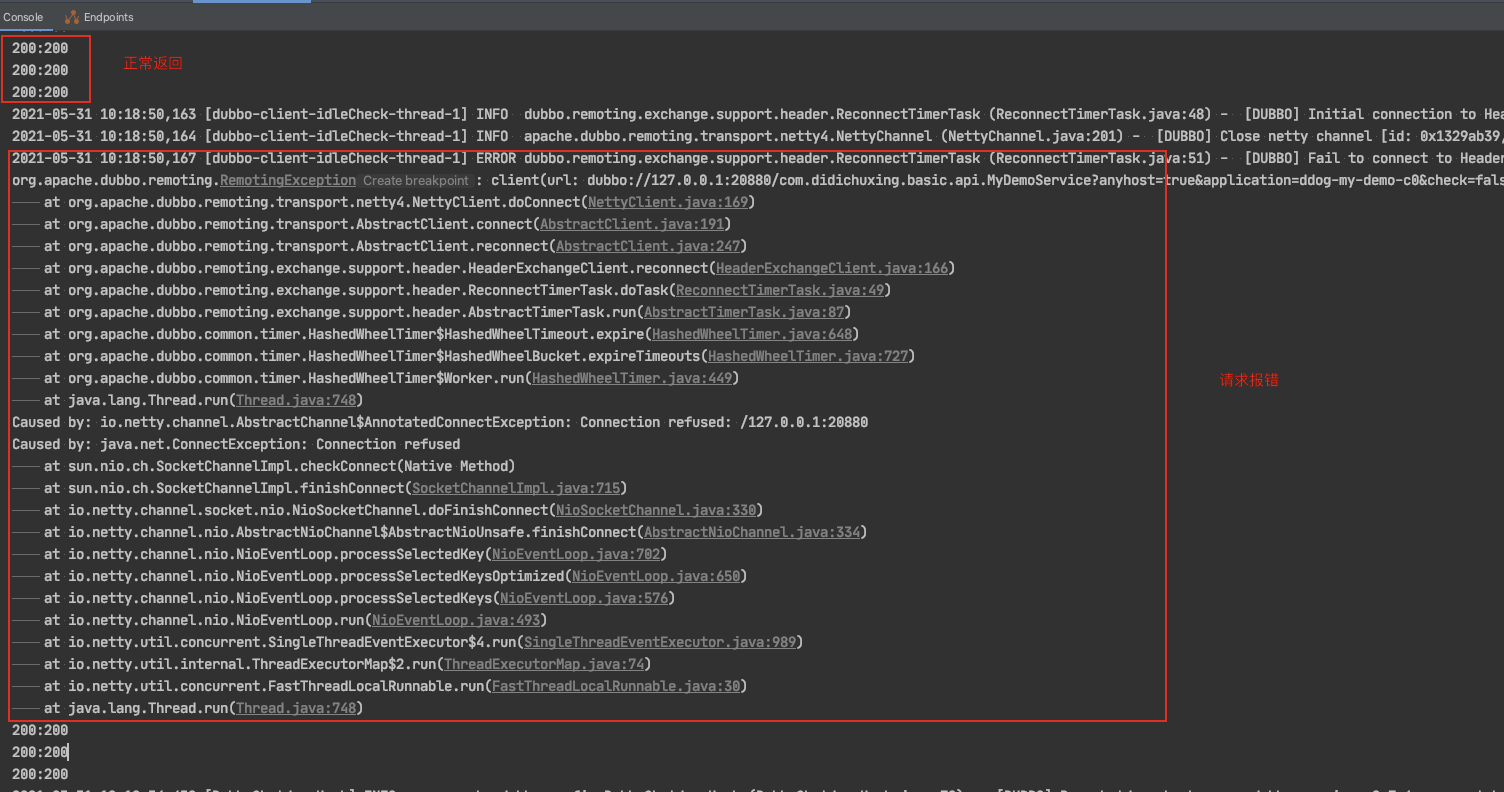 Console Endpoints
200:200
正常返回
200:200
200:200
2021-05-31 10:18:50,163 [dubbo-client-idleCheck-thread-1] INFO  dubbo.remoting.exchange.support.header.ReconnectTimerTask (ReconnectTimerTask.java:48) -  [DUBBO] Initial connection to Hea
2021-05-31 10:18:50,164 [dubbo-client-idleCheck-thread-1] INFO  apache.dubbo.remoting.transport.netty4.NettyChannel (NettyChannel.java:201) -  [DUBBO] Close netty channel [id: 0x1329ab39,
2021-05-31 10:18:50,167 [dubbo-client-idleCheck-thread-1] ERROR dubbo.remoting.exchange.support.header.ReconnectTimerTask (ReconnectTimerTask.java:51) -  [DUBBO] Fail to connect to Header
org.apache.dubbo.remoting.RemotingException Create breakpoint : client(url: dubbo://127.0.0.1:20880/com.didichuxing.basic.api.MyDemoService?anyhost=true&application=ddog-my-demo-c0&check=fals
at org.apache.dubbo.remoting.transport.netty4.NettyClient.doConnect(NettyClient.java:169)
at org.apache.dubbo.remoting.transport.AbstractClient.connect(AbstractClient.java:191)
at org.apache.dubbo.remoting.transport.AbstractClient.reconnect(AbstractClient.java:247)
at org.apache.dubbo.remoting.exchange.support.header.HeaderExchangeClient.reconnect(HeaderExchangeClient.java:166)
at org.apache.dubbo.remoting.exchange.support.header.ReconnectTimerTask.doTask(ReconnectTimerTask.java:49)
at org.apache.dubbo.remoting.exchange.support.header.AbstractTimerTask.run(AbstractTimerTask.java:87)
at org.apache.dubbo.common.timer.HashedWheelTimer$HashedWheelTimeout.expire(HashedWheelTimer.java:648)
at org.apache.dubbo.common.timer.HashedWheelTimer$HashedWheelBucket.expireTimeouts(HashedWheelTimer.java:727)
at org.apache.dubbo.common.timer.HashedWheelTimer$Worker.run(HashedWheelTimer.java:449)
请求报错
at java.lang.Thread.run(Thread.java:748)
Caused by: io.netty.channel.AbstractChannel$AnnotatedConnectException: Connection refused: /127.0.0.1:20880
Caused by: java.net.ConnectException: Connection refused
at sun.nio.ch.SocketChannelImpl.checkConnect(Native Method)
at sun.nio.ch.SocketChannelImpl.finishConnect(SocketChannelImpl.java:715)
at io.netty.channel.socket.nio.NioSocketChannel.doFinishConnect(NioSocketChannel.java:330)
at io.netty.channel.nio.AbstractNioChannel$AbstractNioUnsafe.finishConnect(AbstractNioChannel.java:334)
at io.netty.channel.nio.NioEventLoop.processSelectedKey(NioEventLoop.java:702)
at io.netty.channel.nio.NioEventLoop.processSelectedKeysOptimized(NioEventLoop.java:650)
at io.netty.channel.nio.NioEventLoop.processSelectedKeys(NioEventLoop.java:576)
at io.netty.channel.nio.NioEventLoop.run(NioEventLoop.java:493)
at io.netty.util.concurrent.SingleThreadEventExecutor$4.run(SingleThreadEventExecutor.java:989)
at io.netty.util.internal.ThreadExecutorMap$2.run(ThreadExecutorMap.java:74)
at io.netty.util.concurrent.FastThreadLocalRunnable.run(FastThreadLocalRunnable.java:30)
at java.lang.Thread.run(Thread.java:748)
200:200
200:200
200:200